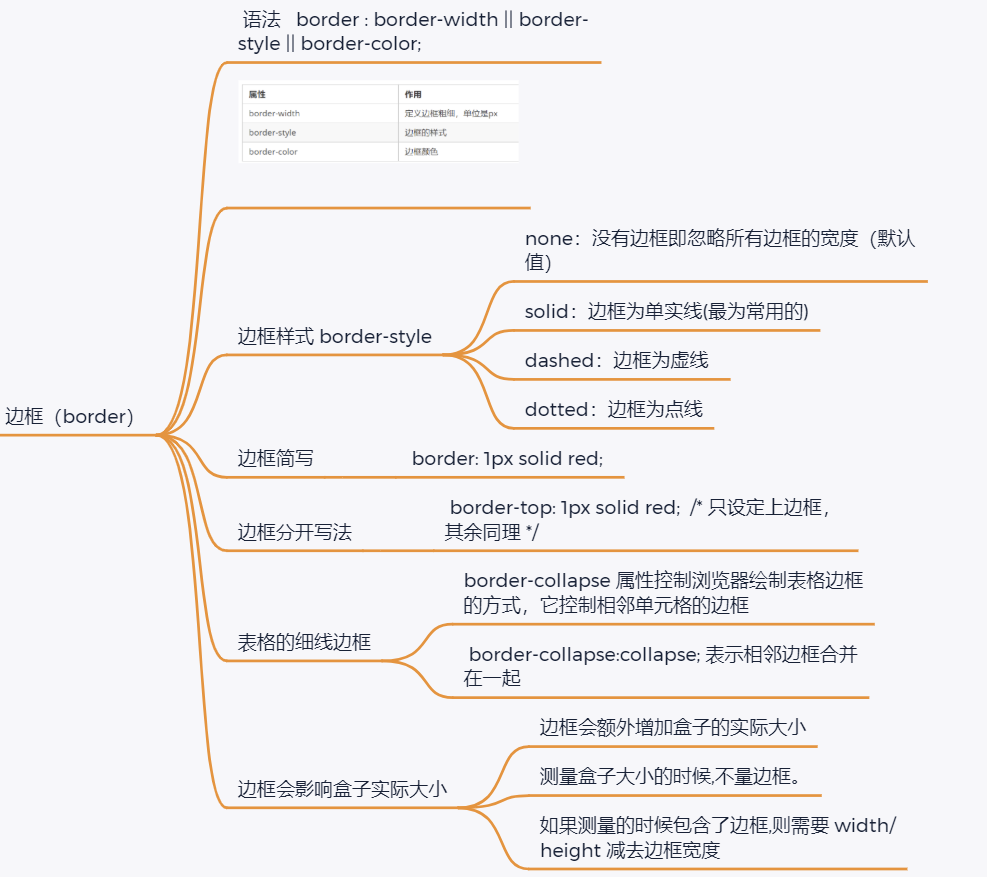 语法 border : border-width || border-
style || border-color;
属性 作用
border-width 定义边框粗细，单位是px
border-style 边框的样式
border-color 边框颜色
none：没有边框即忽略所有边框的宽度（默认
值）
solid：边框为单实线(最为常用的)
边框样式 border-style
dashed：边框为虚线
dotted：边框为点线
边框（border）
边框简写 border: 1px solid red;
border-top: 1px solid red; /* 只设定上边框，
边框分开写法
其余同理 */
border-collapse 属性控制浏览器绘制表格边框
的方式，它控制相邻单元格的边框
表格的细线边框
border-collapse:collapse; 表示相邻边框合并
在一起
边框会额外增加盒子的实际大小
测量盒子大小的时候,不量边框。
边框会影响盒子实际大小
如果测量的时候包含了边框,则需要 width/
height 减去边框宽度